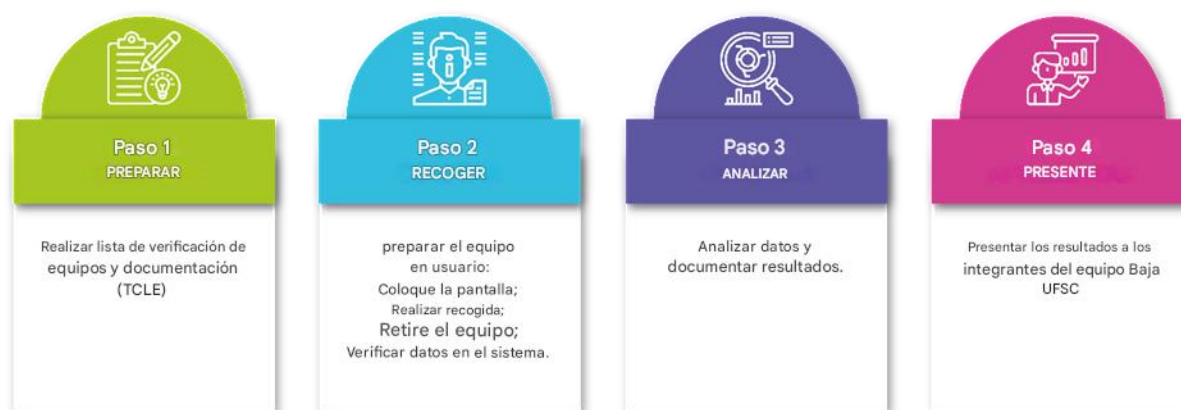 Paso 1
PREPARAR
Realizar lista de verificación de
equipos y documentación
(TCLE)
Paso 2
RECOGER
preparar el equipo
en usuario:
Coloque la pantalla;
Realizar recogida;
Retire el equipo;
Verificar datos en el sistema.
Paso 3
ANALIZAR
Analizar datos y
documentar resultados.
Paso 4
PRESENTE
Presentar los resultados a los
integrantes del equipo Baja
UFSC